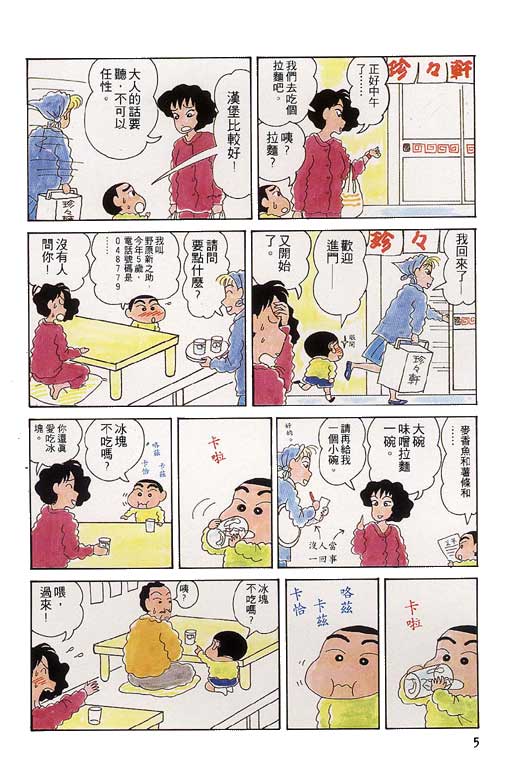 珍々軒
正好中午
了……
我們去吃個
拉麵吧。
咦？
拉麵？
漢堡比較好！
大人的話要
聽，不可以
任性。
珍々
珍々
我回來了—
珍々軒
歡迎
進門—
又開始
了。
請問
要點什麼？
我叫
野原新之助，
今年5歲，
電話號碼是
048779
……
沒有人
問你！
麥香魚和薯條和
……
大碗
味噌拉麵
一碗。
請再給我
一個小碗。
好的。
沒人當
一回事
卡啦
冰塊
不吃嗎？
咯茲
卡茲
卡恰
你還真
愛吃冰
塊。
卡啦
咯茲
卡茲
卡恰
冰塊
不吃嗎？
咦？
喂，
過來！
5